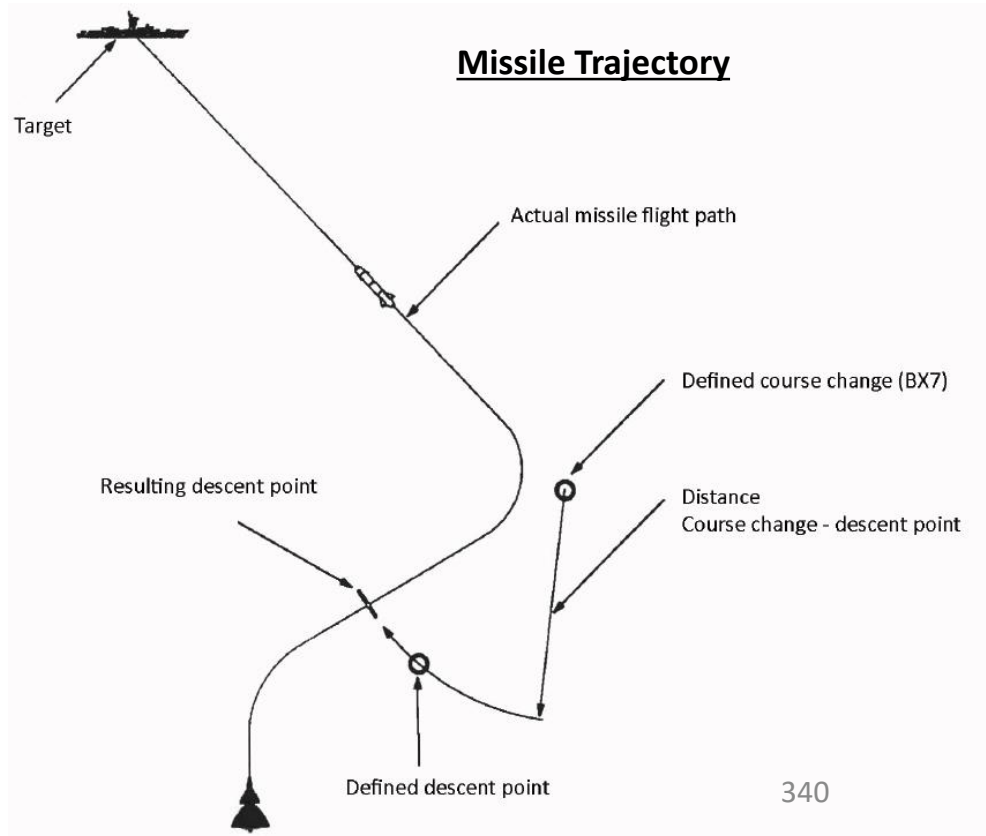 Missile Trajectory
Target
Actual missile flight path
Defined course change (BX7)
Resulting descent point
Distance
Course change - descent point
Defined descent point
340